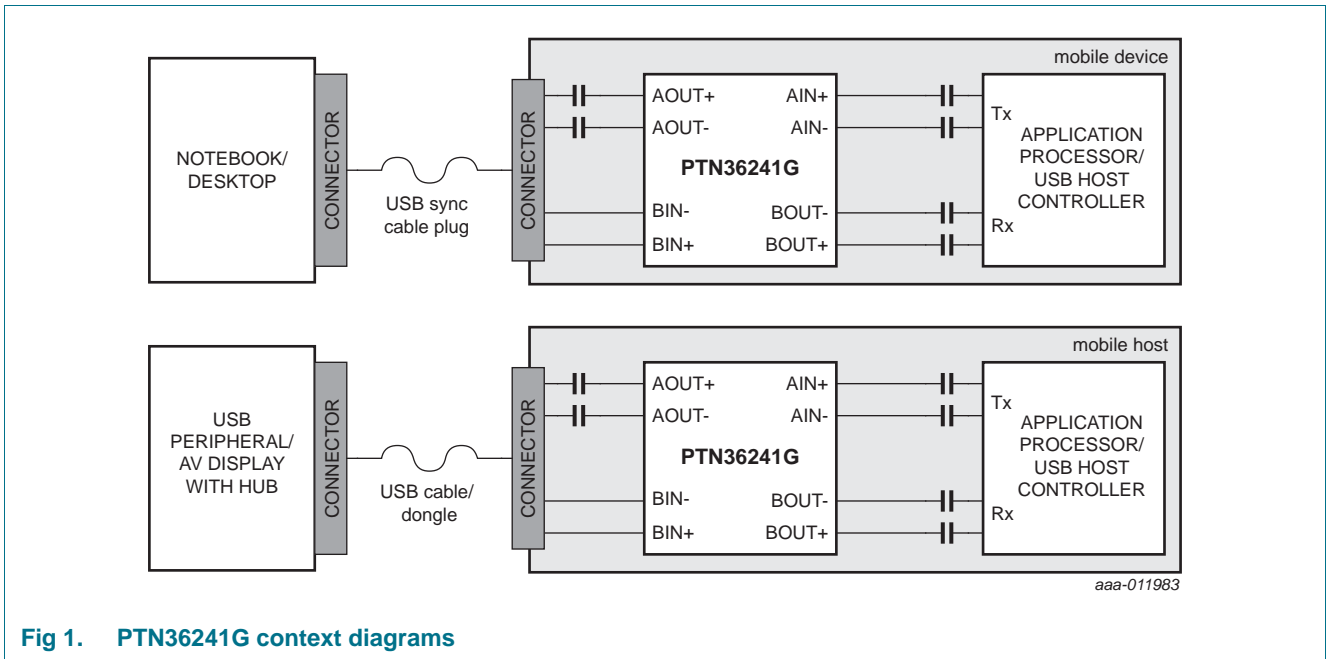 mobile device
NOTEBOOK/
DESKTOP
CONNECTOR
USB sync
cable plug
CONNECTOR
AOUT+ AIN+
AOUT- AIN-
PTN36241G
BIN- BOUT-
BIN+ BOUT+
Tx
APPLICATION
PROCESSOR/
USB HOST
CONTROLLER
Rx
mobile host
USB
PERIPHERAL/
AV DISPLAY
WITH HUB
CONNECTOR
USB cable/
dongle
CONNECTOR
AOUT+ AIN+
AOUT- AIN-
PTN36241G
BIN- BOUT-
BIN+ BOUT+
Tx
APPLICATION
PROCESSOR/
USB HOST
CONTROLLER
Rx
aaa-011983
Fig 1. PTN36241G context diagrams